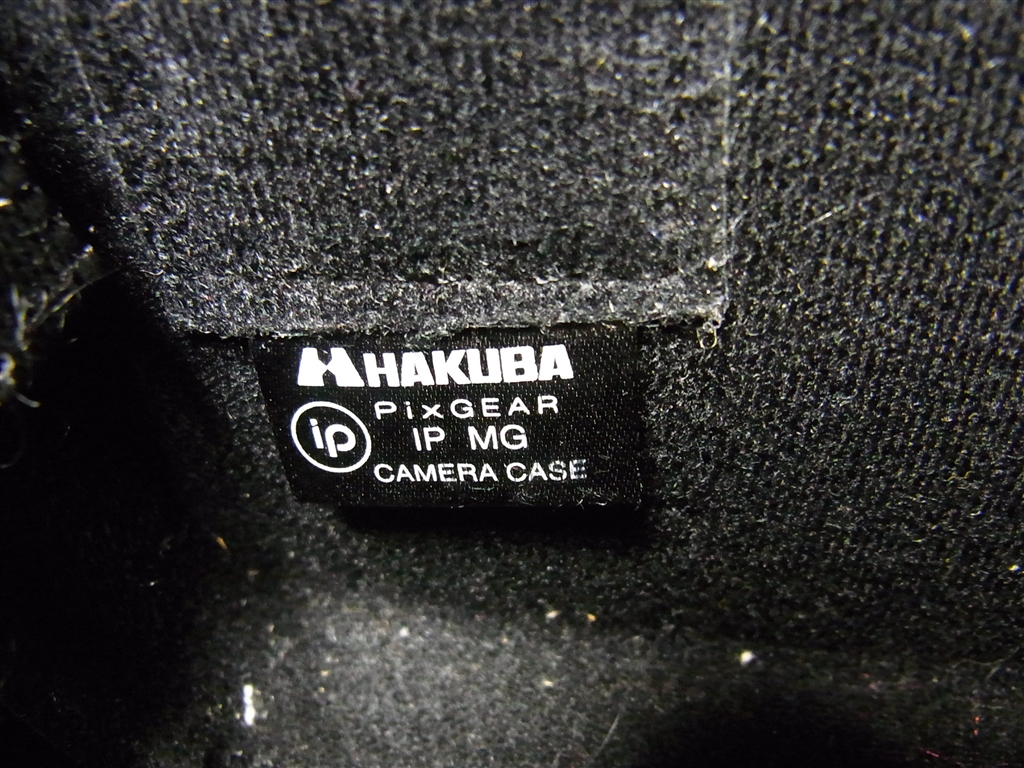 HAKUBA
PixGEAR
ip
IP MG
CAMERA CASE